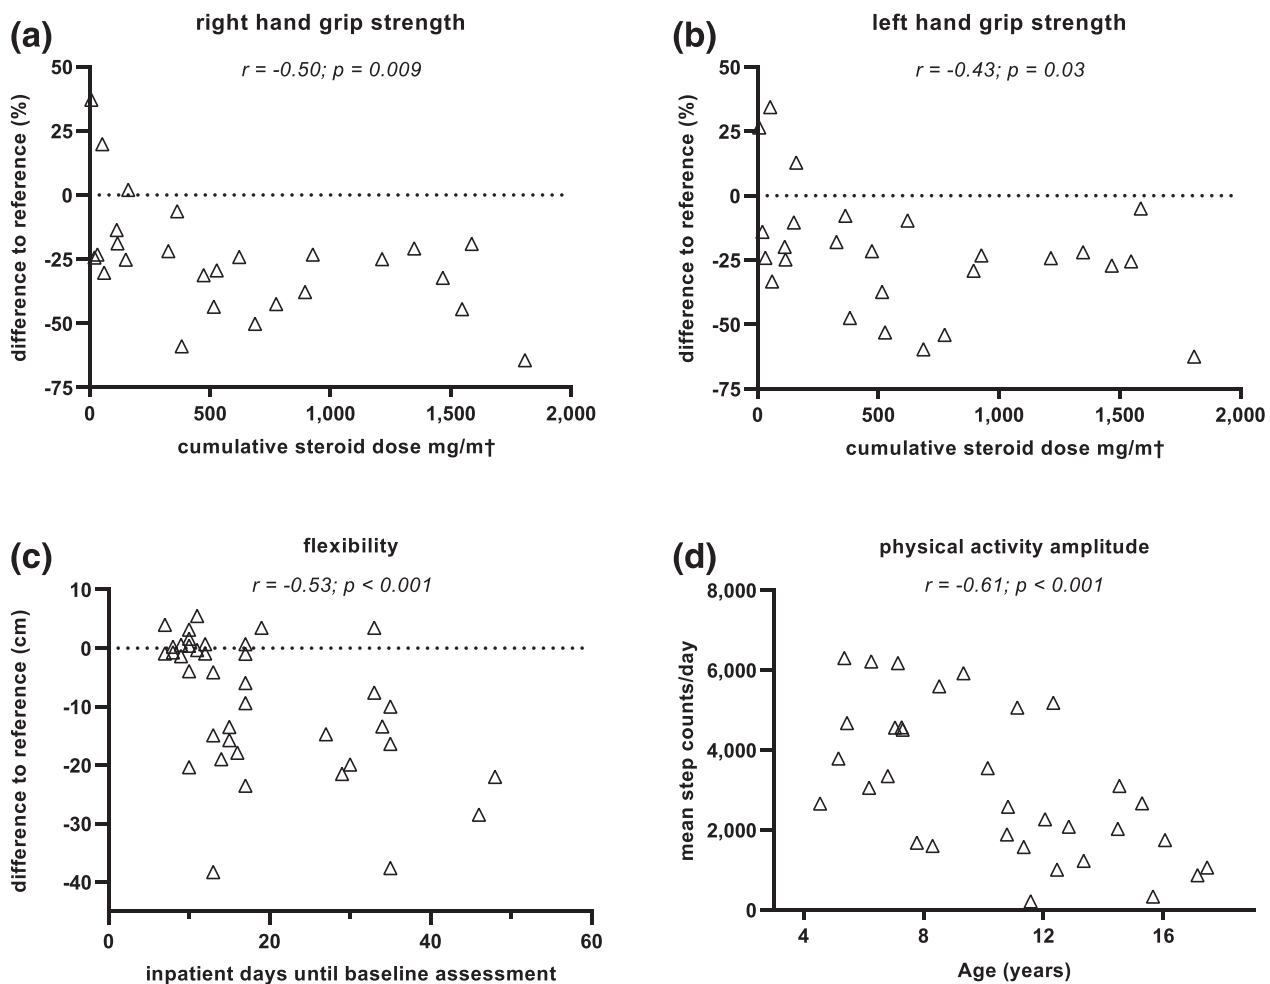 (a)
right hand grip strength
r = -0.50; p = 0.009
difference to reference (%)
50
25
0
-25
-50
-75
0 500 1,000 1,500 2,000
cumulative steroid dose mg/m†
(b)
left hand grip strength
r = -0.43; p = 0.03
difference to reference (%)
50
25
0
-25
-50
-75
0 500 1,000 1,500 2,000
cumulative steroid dose mg/m†
(c)
flexibility
r = -0.53; p < 0.001
difference to reference (cm)
10
0
-10
-20
-30
-40
0 20 40 60
inpatient days until baseline assessment
(d)
physical activity amplitude
r = -0.61; p < 0.001
mean step counts/day
8,000
6,000
4,000
2,000
0
4 8 12 16
Age (years)